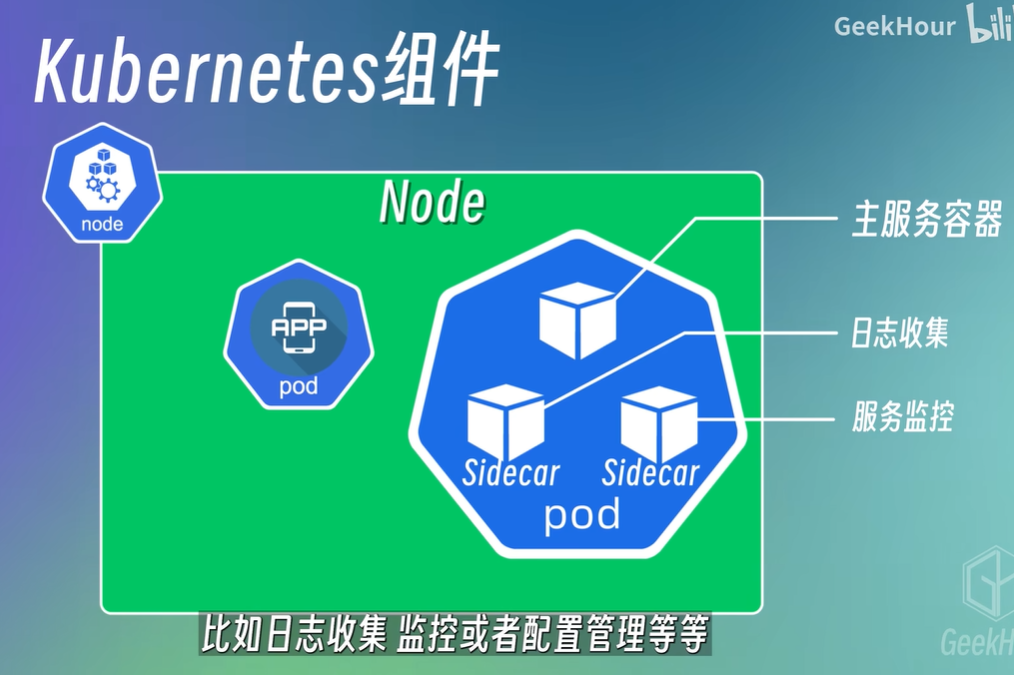 GeekHour bili
Kubernetes组件
node
Node
主服务容器
APP
pod
日志收集
服务监控
Sidecar
Sidecar
pod
比如日志收集 监控或者配置管理等等
GeekH